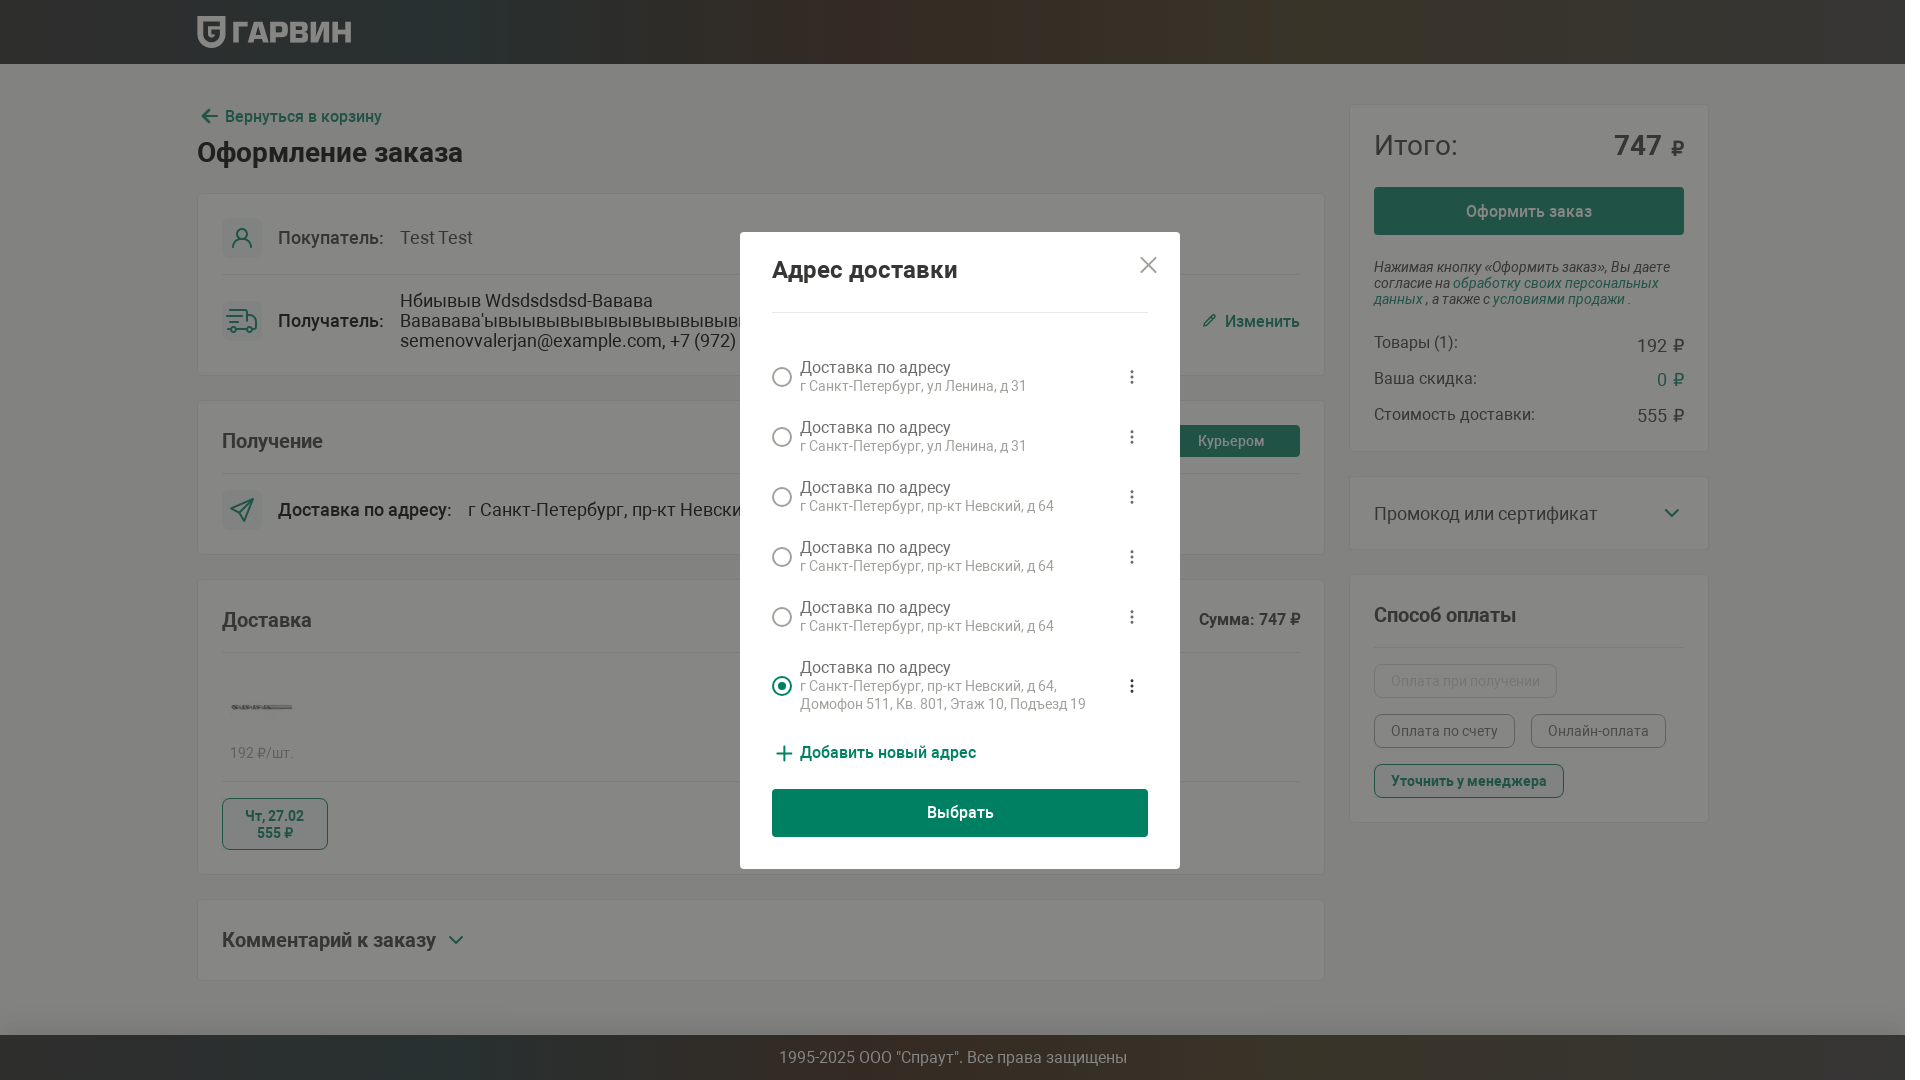 ГАРВИН
Вернуться в корзину
Оформление заказа
Покупатель: Test Test
Получатель:
Нбиывыв Wdsdsdsdsd-Вавава
semenovvalerjan@example.com, +7 (972)
Изменить
Получение
Курьером
Доставка по адресу: г Санкт-Петербург, пр-кт
Доставка
Сумма: 747 ₽
192 ₽/шт.
Чт, 27.02
555 ₽
Комментарий к заказу
Адрес доставки
Доставка по адресу
г Санкт-Петербург, ул Ленина, д 31
Доставка по адресу
г Санкт-Петербург, ул Ленина, д 31
Доставка по адресу
г Санкт-Петербург, пр-кт Невский, д 64
Доставка по адресу
г Санкт-Петербург, пр-кт Невский, д 64
Доставка по адресу
г Санкт-Петербург, пр-кт Невский, д 64
Доставка по адресу
г Санкт-Петербург, пр-кт Невский, д 64,
Домофон 511, Кв. 801, Этаж 10, Подъезд 19
Добавить новый адрес
Выбрать
Итого: 747 ₽
Оформить заказ
Нажимая кнопку «Оформить заказ», Вы даете
согласие на обработку своих персональных
данных , а также с условиями продажи .
Товары (1): 192 ₽
Ваша скидка: 0 ₽
Стоимость доставки: 555 ₽
Промокод или сертификат
Способ оплаты
Оплата при получении
Оплата по счету
Онлайн-оплата
Уточнить у менеджера
1995-2025 ООО "Спраут". Все права защищены